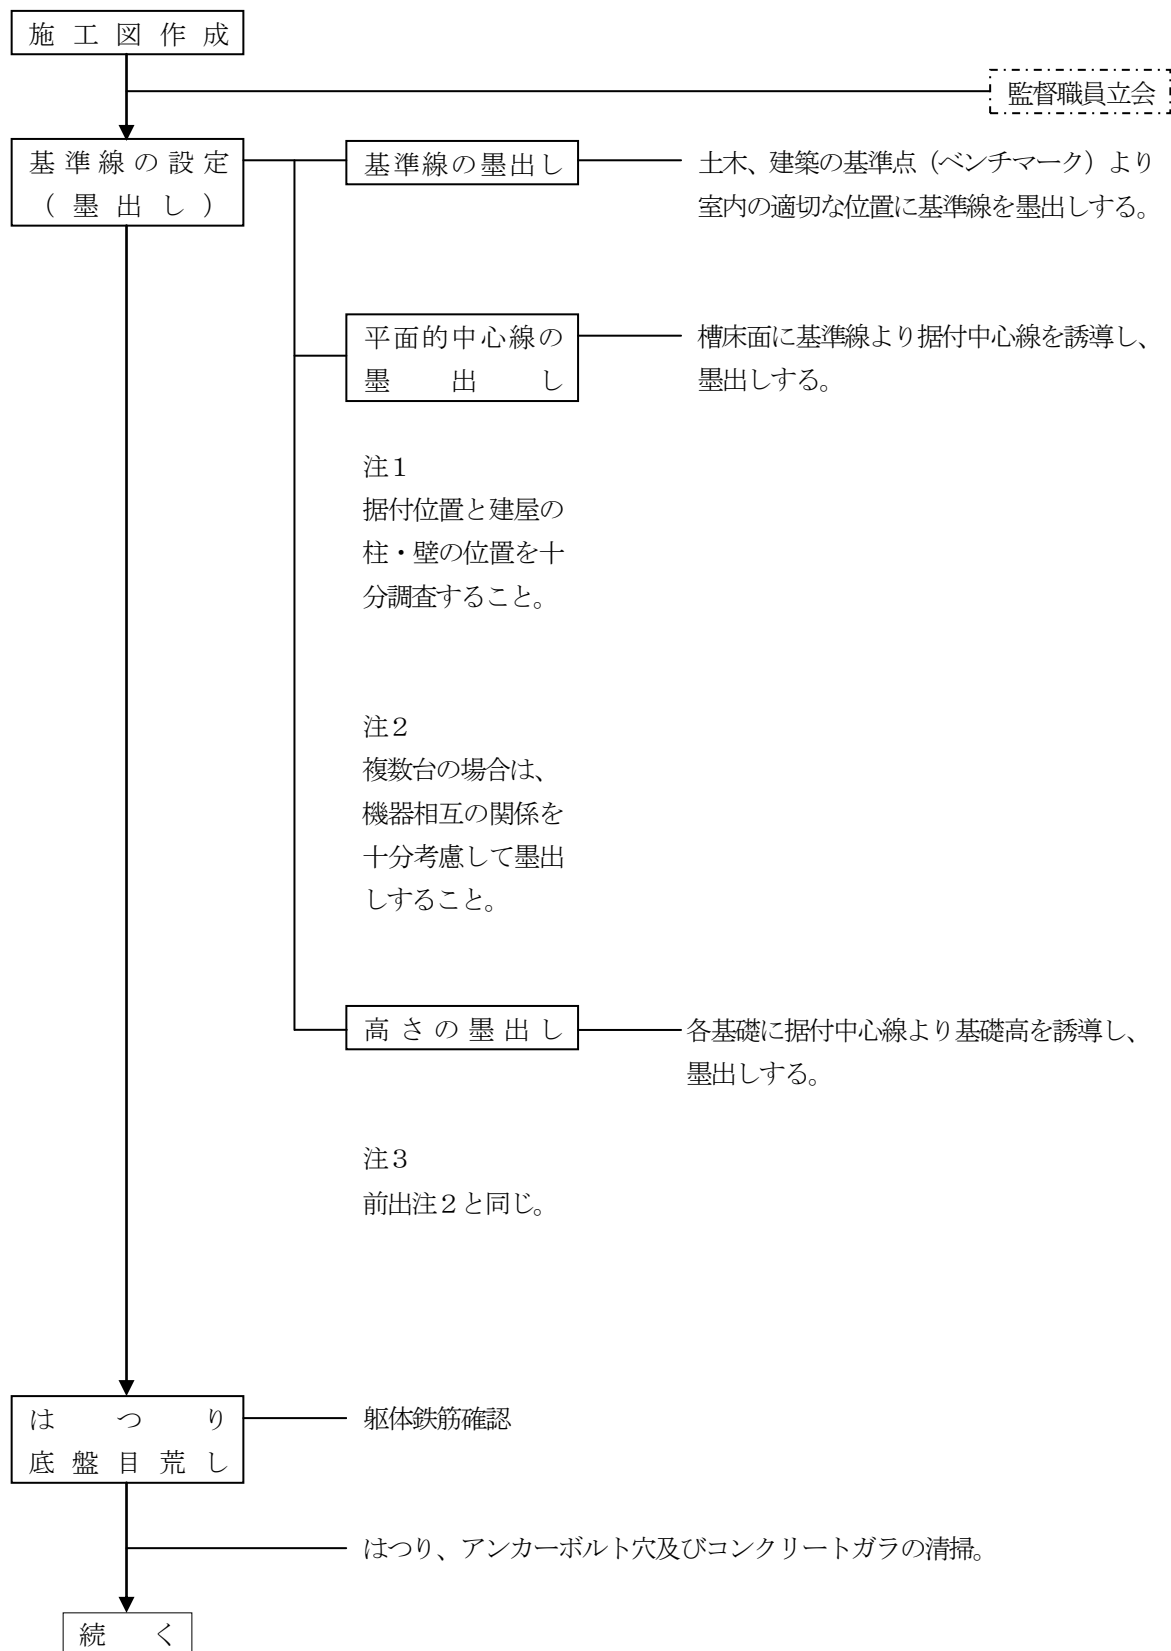 施工図作成
監督職員立会
基準線の設定
（墨出し）
基準線の墨出し
土木、建築の基準点（ベンチマーク）より
室内の適切な位置に基準線を墨出しする。
平面的中心線の
墨出し
槽床面に基準線より据付中心線を誘導し、
墨出しする。
注１
据付位置と建屋の
柱・壁の位置を十
分調査すること。
注２
複数台の場合は、
機器相互の関係を
十分考慮して墨出
しすること。
高さの墨出し
各基礎に据付中心線より基礎高を誘導し、
墨出しする。
注３
前出注２と同じ。
はつり
底盤目荒し
躯体鉄筋確認
はつり、アンカーボルト穴及びコンクリートガラの清掃。
続く